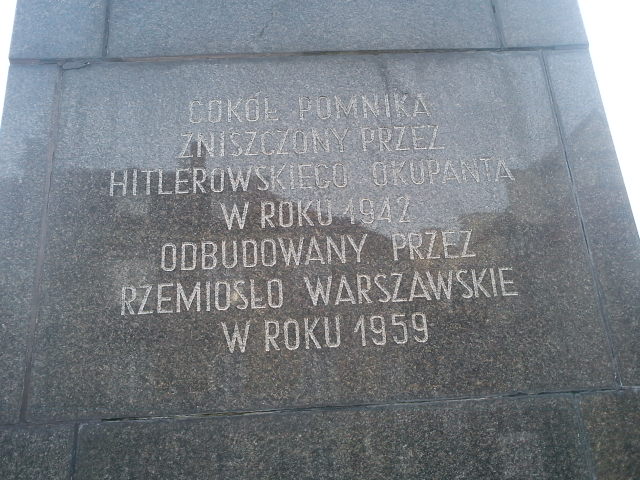 COKÓŁ POMNIKA
ZNISZCZONY PRZEZ
HITLEROWSKIEGO OKUPANTA
W ROKU 1942
ODBUDOWANY PRZEZ
RZEMIOSŁO WARSZAWSKIE
W ROKU 1959